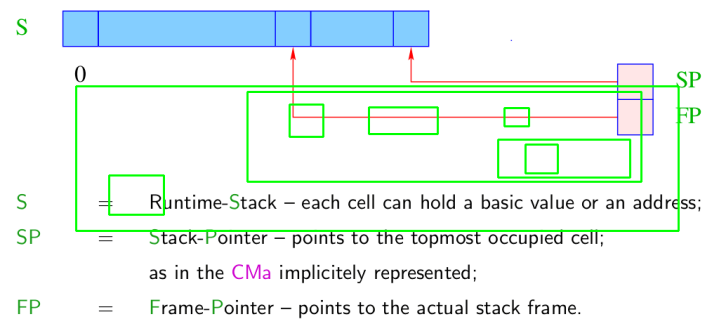 S
0
SP
FP
S = Runtime-Stack – each cell can hold a basic value or an address;
SP = Stack-Pointer – points to the topmost occupied cell;
as in the CMa implicitely represented;
FP = Frame-Pointer – points to the actual stack frame.